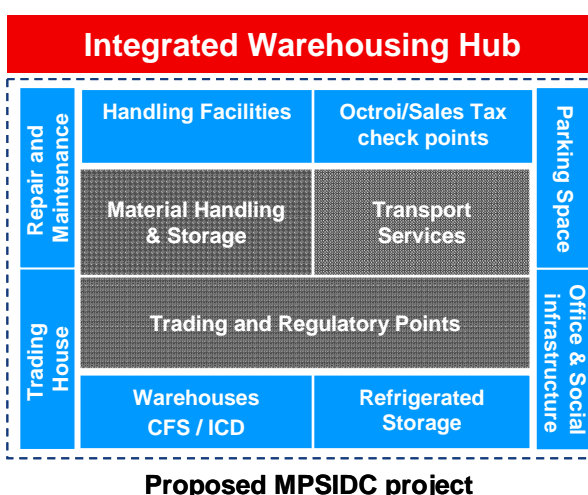 Integrated Warehousing Hub
Repair and
Maintenance
Handling Facilities
Octroi/Sales Tax
check points
Parking Space
Material Handling
& Storage
Transport
Services
Trading and Regulatory Points
Trading
House
Warehouses
CFS / ICD
Refrigerated
Storage
Office & Social
infrastructure
Proposed MPSIDC project